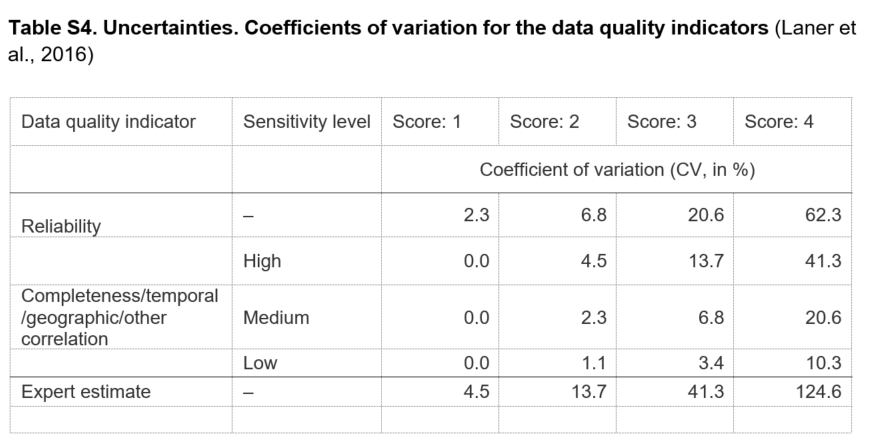 Table S4. Uncertainties. Coefficients of variation for the data quality indicators (Laner et
al., 2016)
Data quality indicator Sensitivity level Score: 1 Score: 2 Score: 3 Score: 4
Coefficient of variation (CV, in %)
Reliability – 2.3 6.8 20.6 62.3
High 0.0 4.5 13.7 41.3
Completeness/temporal
/geographic/other Medium 0.0 2.3 6.8 20.6
correlation
Low 0.0 1.1 3.4 10.3
Expert estimate – 4.5 13.7 41.3 124.6